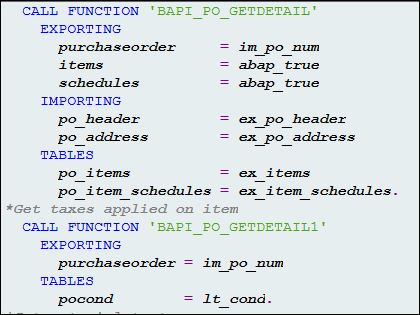 CALL FUNCTION 'BAPI_PO_GETDETAIL'
EXPORTING
purchaseorder = im_po_num
items = abap_true
schedules = abap_true
IMPORTING
po_header = ex_po_header
po_address = ex_po_address
TABLES
po_items = ex_items
po_item_schedules = ex_item_schedules.
*Get taxes applied on item
CALL FUNCTION 'BAPI_PO_GETDETAIL1'
EXPORTING
purchaseorder = im_po_num
TABLES
pocond = lt_cond.